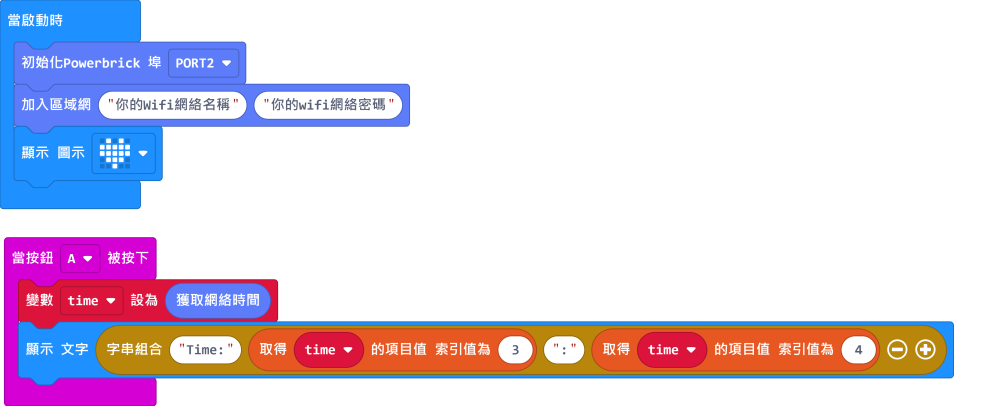 當啟動時
初始化Powerbrick 埠 PORT2
加入區域網 "你的Wifi網絡名稱" "你的wifi網絡密碼"
顯示 圖示
當按鈕 A 被按下
變數 time 設為 獲取網絡時間
顯示 文字 字串組合 "Time:" 取得 time 的項目值 索引值為 3 ":" 取得 time 的項目值 索引值為 4